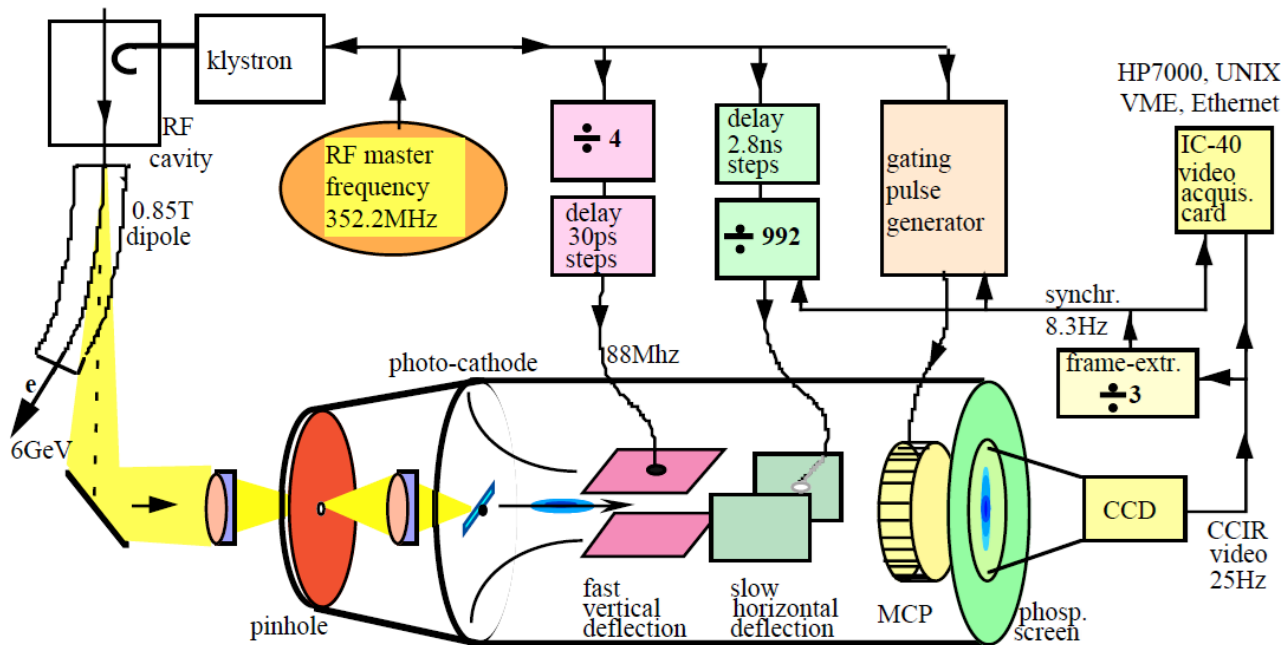 klystron
RF
cavity
0.85T
dipole
e
6GeV
RF master
frequency
352.2MHz
÷ 4
delay
30ps
steps
delay
2.8ns
steps
÷ 992
gating
pulse
generator
HP7000, UNIX
VME, Ethernet
IC-40
video
acquis.
card
synchr.
8.3Hz
frame-extr.
÷3
88Mhz
photo-cathode
pinhole
fast
vertical
deflection
slow
horizontal
deflection
MCP
phosp.
screen
CCD
CCIR
video
25Hz